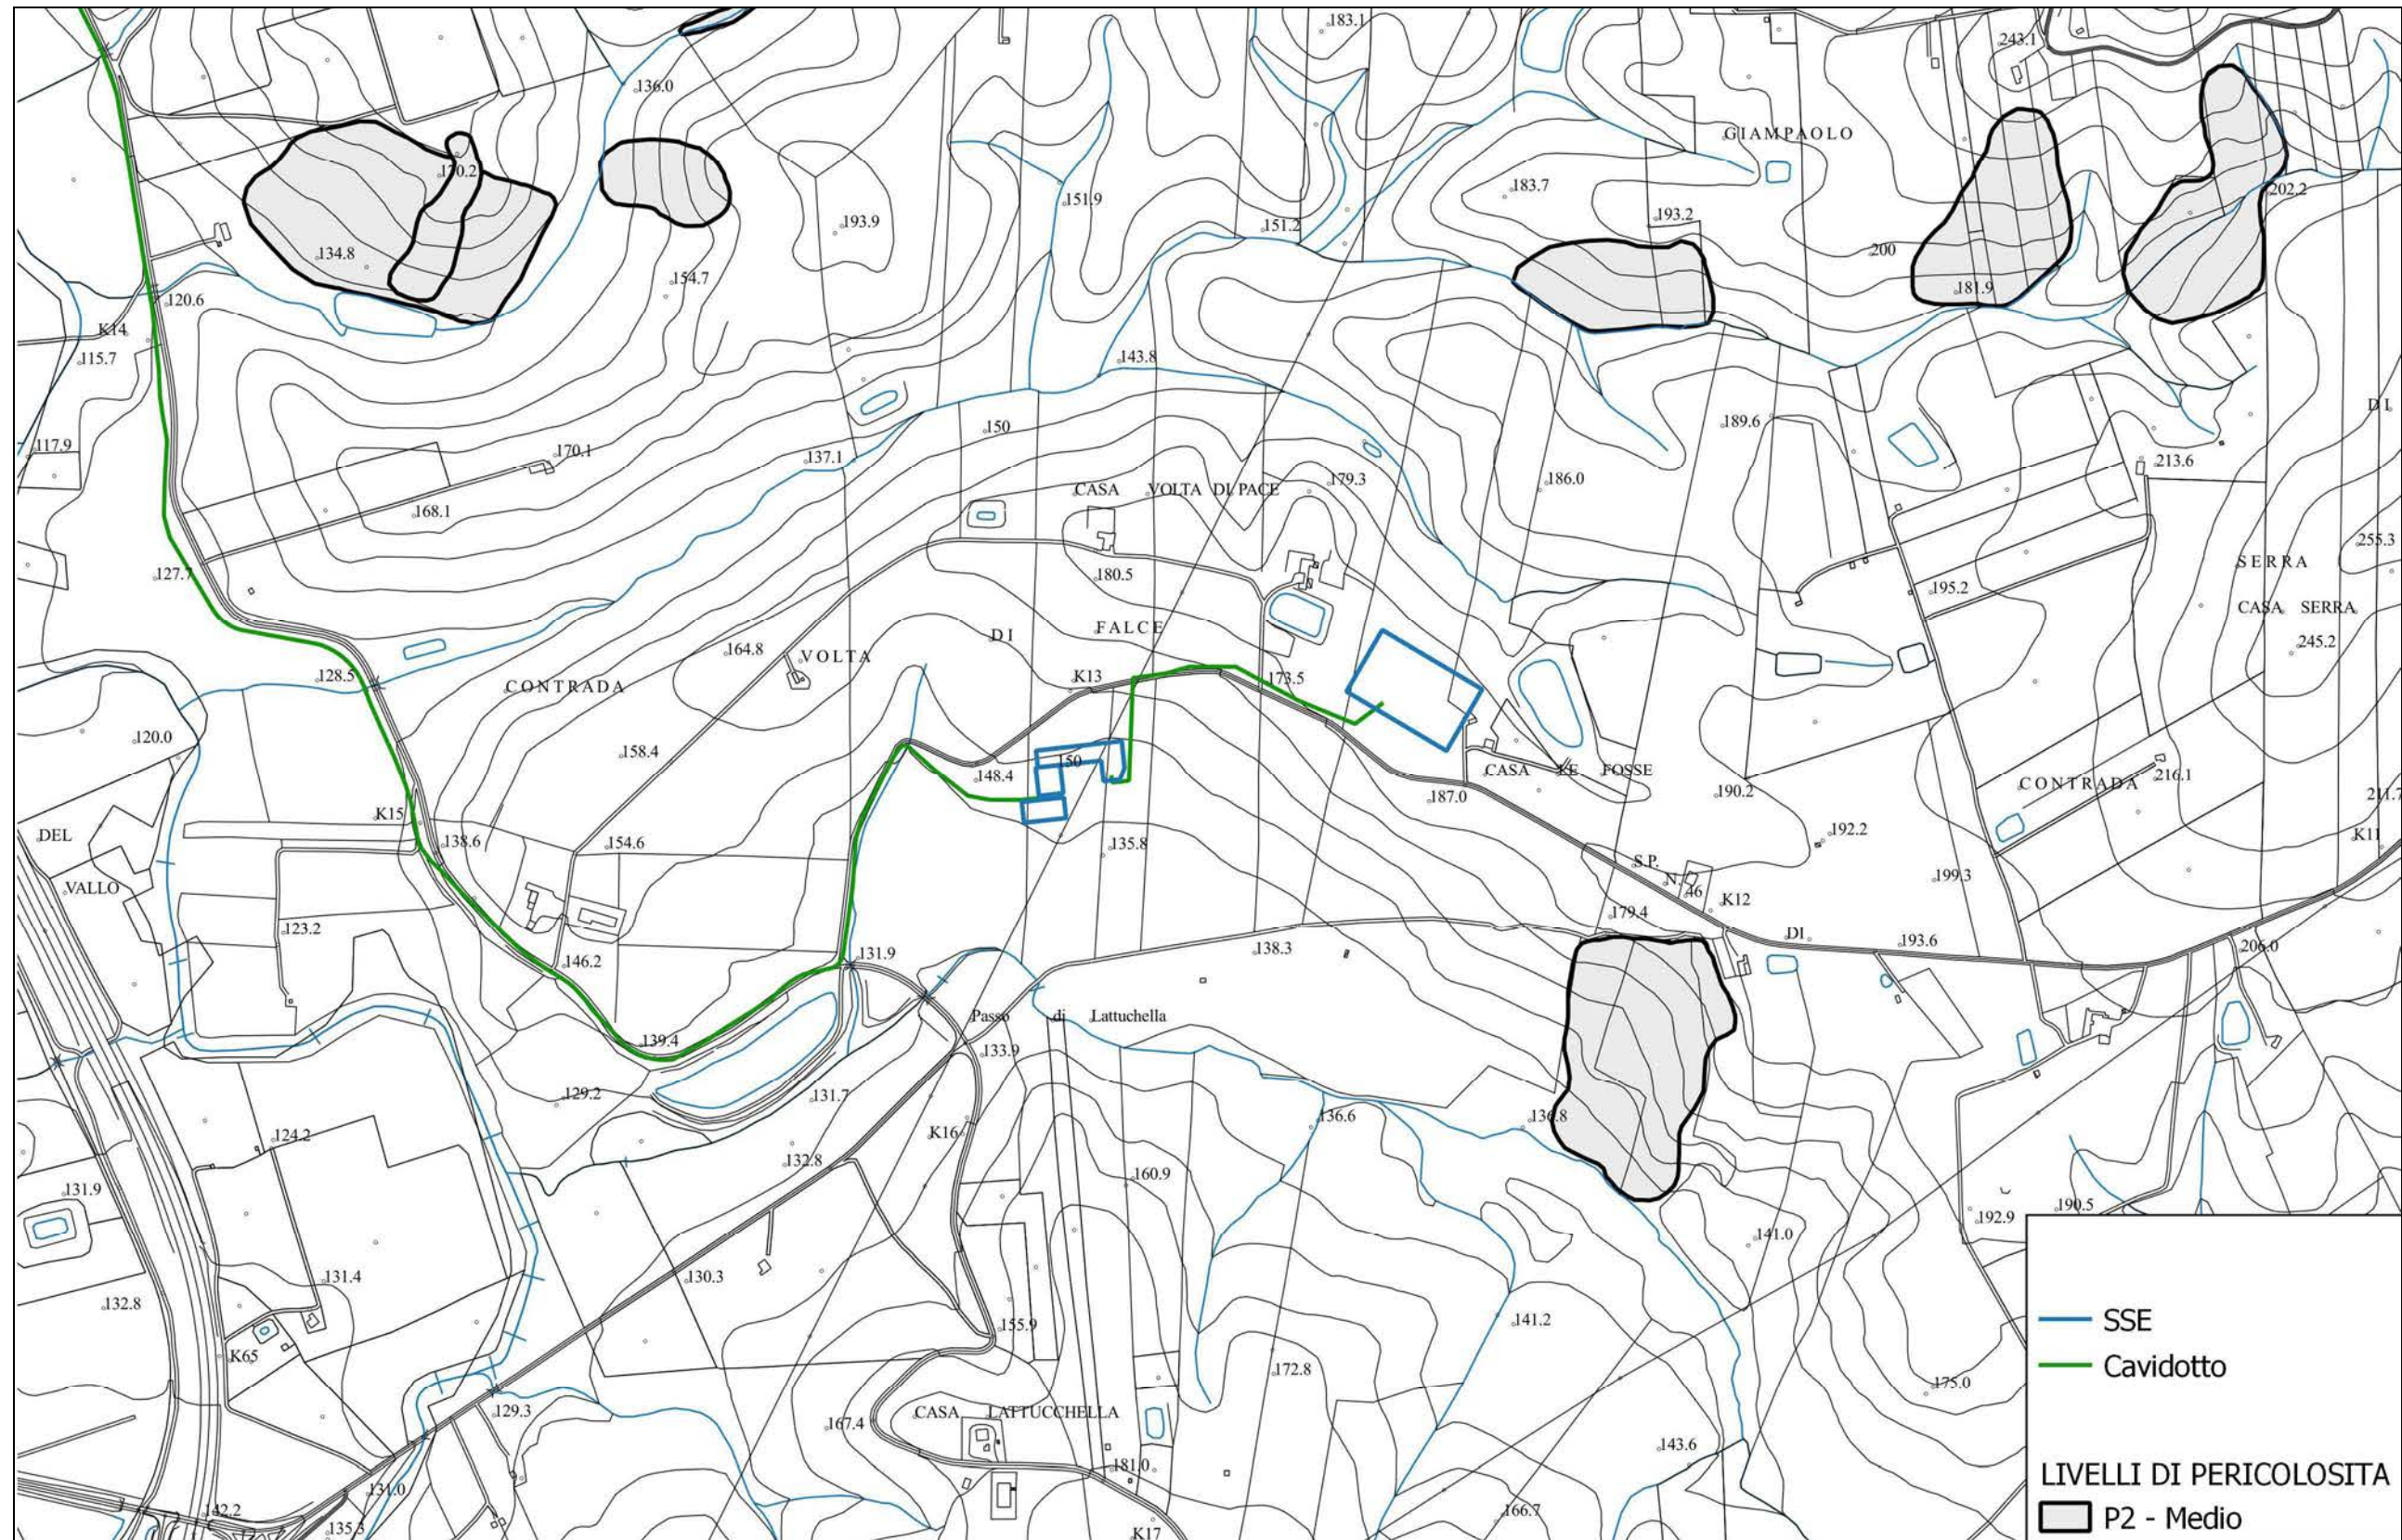 183.1
243.1
136.0
GIAMPAOLO
170.2
183.7
202.2
151.9
193.2
193.9
151.2
134.8
200
154.7
181.9
120.6
K14
143.8
115.7
DI
189.6
150
117.9
170.1
137.1
213.6
179.3
186.0
CASA VOLTA DI PACE
168.1
255.3
SERRA
127.7
180.5
195.2
CASA SERRA
FALCE
DI
245.2
164.8
VOLTA
128.5
K13
173.5
CONTRADA
120.0
158.4
150
148.4
CASA LE FOSSE
216.1
CONTRADA
190.2
187.0
K15
DEL
192.2
K11
138.6
154.6
135.8
S.P.
N.
46
199.3
VALLO
K12
179.4
123.2
DI
193.6
206.0
138.3
131.9
146.2
Passo di Lattuchella
139.4
133.9
129.2
131.7
136.6
136.8
124.2
K16
132.8
160.9
131.9
190.5
192.9
141.0
131.4
130.3
132.8
141.2
SSE
155.9
K65
172.8
Cavidotto
175.0
129.3
167.4
CASA LATTUCCHELLA
143.6
181.0
LIVELLI DI PERICOLOSITA
131.0
142.2
166.7
P2 - Medio
135.3
K17